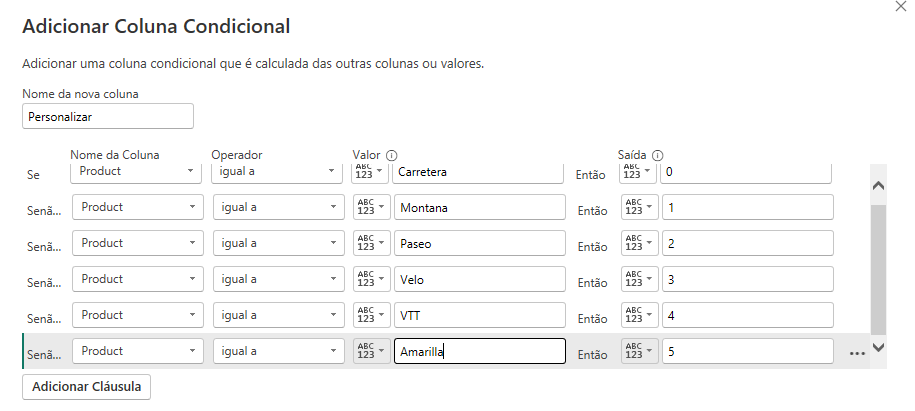 Adicionar Coluna Condicional
Adicionar uma coluna condicional que é calculada das outras colunas ou valores.
Nome da nova coluna
Personalizar
Nome da Coluna Operador Valor Saída
Se Product igual a ABC 123 Carretera Então ABC 123 0
Senã... Product igual a ABC 123 Montana Então ABC 123 1
Senã... Product igual a ABC 123 Paseo Então ABC 123 2
Senã... Product igual a ABC 123 Velo Então ABC 123 3
Senã... Product igual a ABC 123 VTT Então ABC 123 4
Senã... Product igual a ABC 123 Amarilla Então ABC 123 5 ...
Adicionar Cláusula